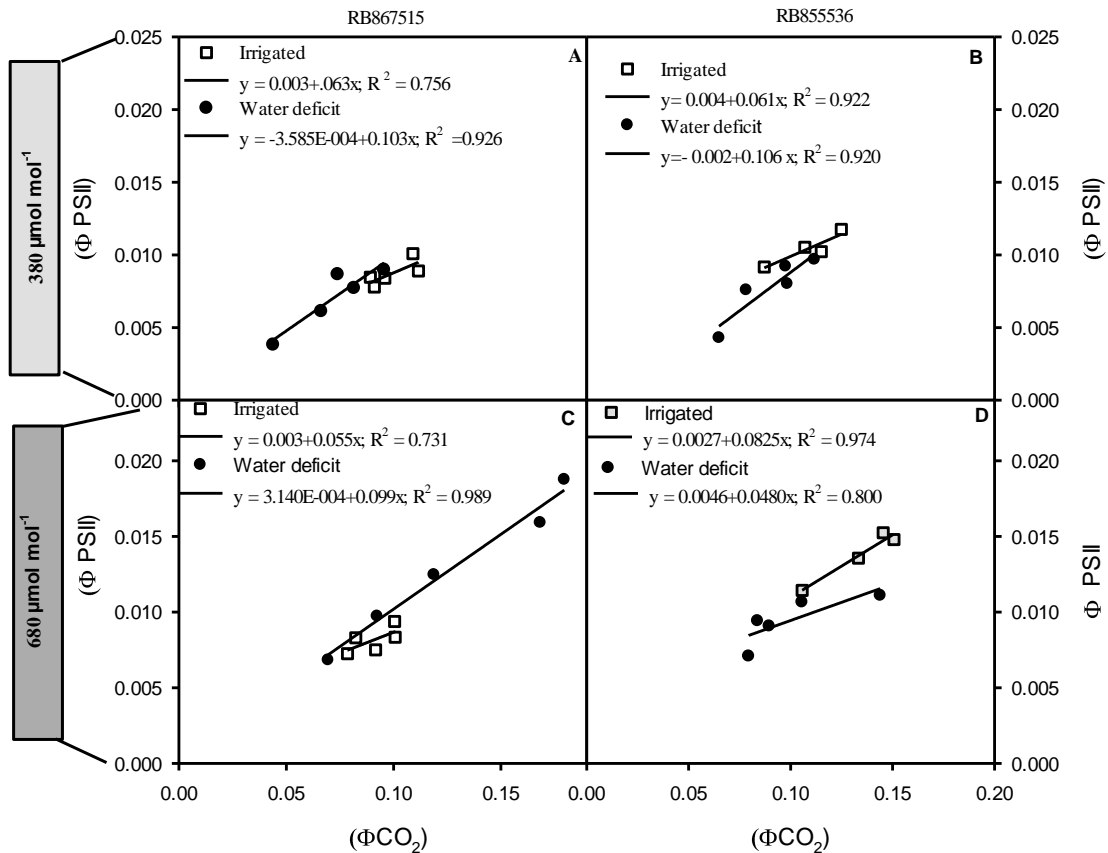 RB867515
RB855536
0.025
0.020
0.015
0.010
0.005
0.000
(Φ PSII)
380 µmol mol-1
A
Irrigated
y = 0.003+.063x; R 2 = 0.756
Water deficit
y = -3.585E-004+0.103x; R2 =0.926
B
Irrigated
y= 0.004+0.061x; R2 = 0.922
Water deficit
y=- 0.002+0.106 x; R2 = 0.920
0.025
0.020
0.015
0.010
0.005
0.000
(Φ PSII)
680 µmol mol-1
0.020
0.015
0.010
0.005
0.000
(Φ PSII)
C
Irrigated
y = 0.003+0.055x; R2 = 0.731
Water deficit
y = 3.140E-004+0.099x; R2 = 0.989
D
Irrigated
y = 0.0027+0.0825x; R2 = 0.974
Water deficit
y = 0.0046+0.0480x; R2 = 0.800
0.020
0.015
0.010
0.005
0.000
Φ PSII
0.00 0.05 0.10 0.15 0.00 0.05 0.10 0.15 0.20
(ΦCO2)
(ΦCO2)